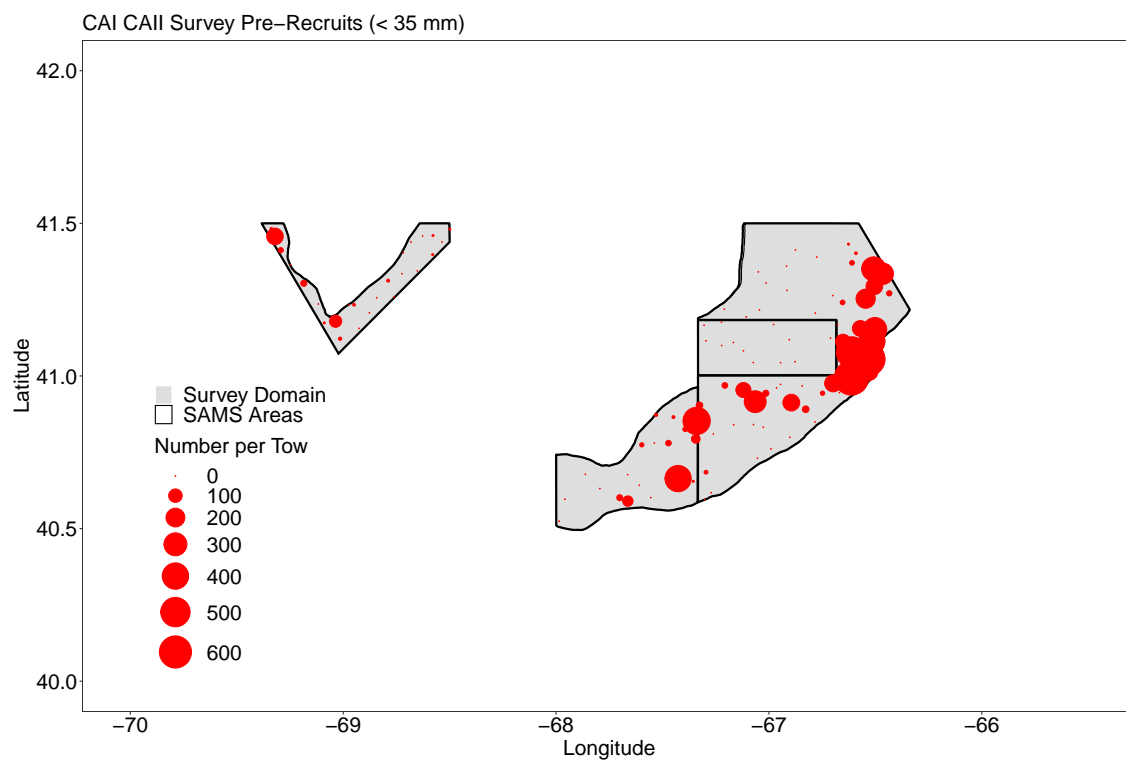 CAI CAII Survey Pre−Recruits (< 35 mm)
42.0
41.5
41.0
40.5
40.0
Latitude
Survey Domain
SAMS Areas
Number per Tow
0
100
200
300
400
500
600
−70
−69
−68
−67
−66
Longitude